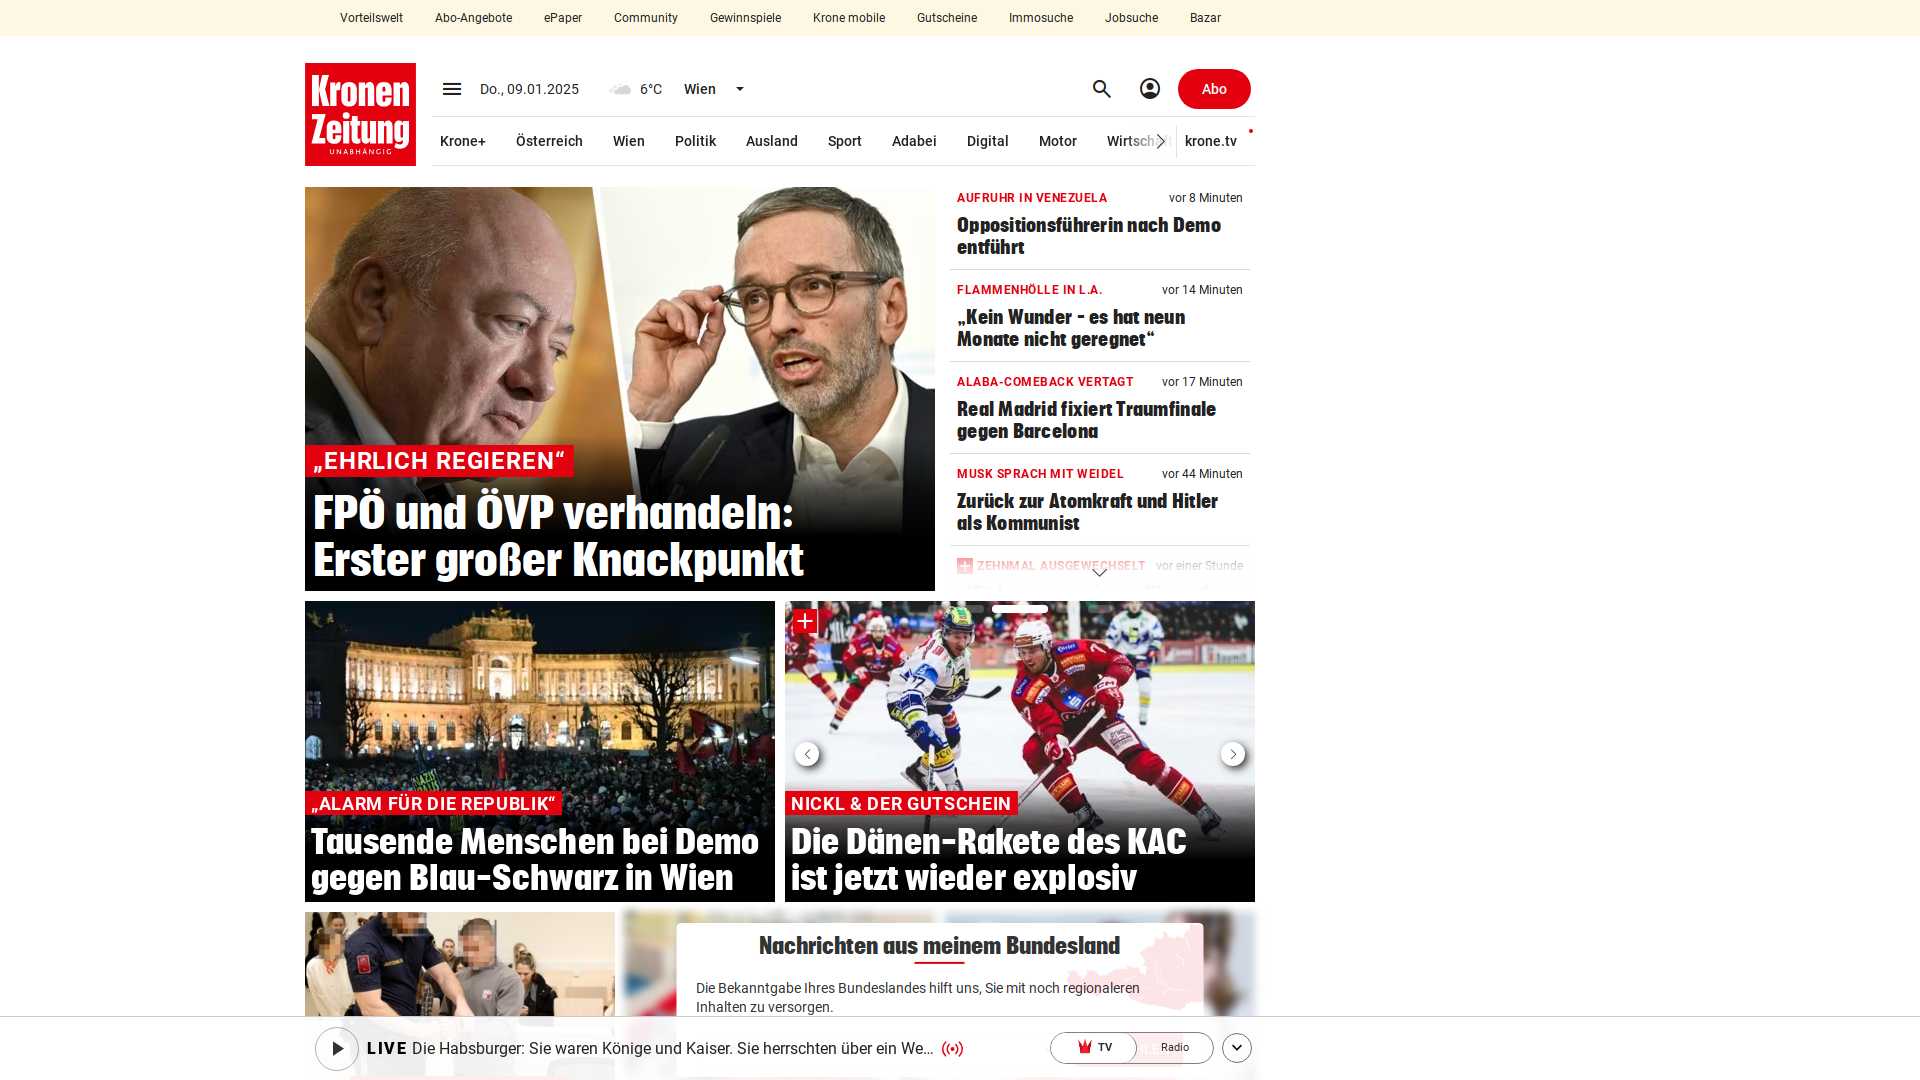 Vorteilswelt Abo-Angebote ePaper Community Gewinnspiele Krone mobile Gutscheine Immosuche Jobsuche Bazar
Kronen
Zeitung
UNABHÄNGIG
Do., 09.01.2025 6°C Wien Abo
Krone+ Österreich Wien Politik Ausland Sport Adabei Digital Motor Wirtschaft krone.tv
„EHRLICH REGIEREN“
FPÖ und ÖVP verhandeln:
Erster großer Knackpunkt
AUFRUHR IN VENEZUELA vor 8 Minuten
Oppositionsführerin nach Demo
entführt
FLAMMENHÖLLE IN L.A. vor 14 Minuten
„Kein Wunder – es hat neun
Monate nicht geregnet“
ALABA-COMEBACK VERTAGT vor 17 Minuten
Real Madrid fixiert Traumfinale
gegen Barcelona
MUSK SPRACH MIT WEIDEL vor 44 Minuten
Zurück zur Atomkraft und Hitler
als Kommunist
ZEHNMAL AUSGEWECHSELT vor einer Stunde
„ALARM FÜR DIE REPUBLIK“
Tausende Menschen bei Demo
gegen Blau-Schwarz in Wien
NICKL & DER GUTSCHEIN
Die Dänen-Rakete des KAC
ist jetzt wieder explosiv
Nachrichten aus meinem Bundesland
Die Bekanntgabe Ihres Bundeslandes hilft uns, Sie mit noch regionaleren
Inhalten zu versorgen.
LIVE Die Habsburger: Sie waren Könige und Kaiser. Sie herrschten über ein We... TV Radio